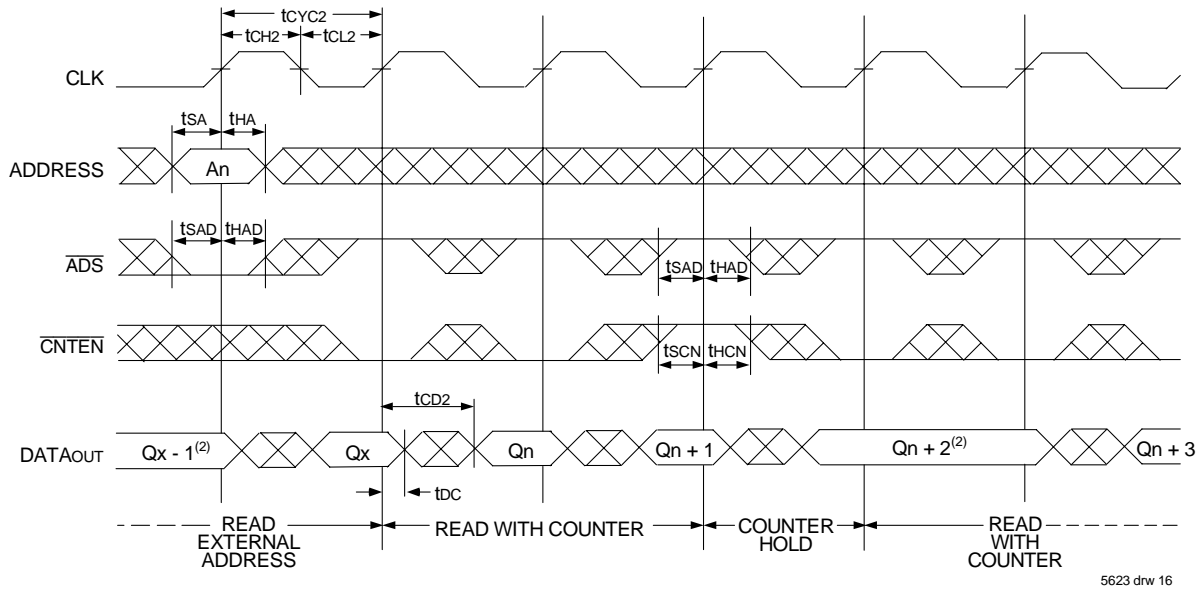 tCYC2
tCH2 tCL2
CLK
tSA tHA
ADDRESS An
tSAD tHAD
ADS tSAD tHAD
CNTEN tSCN tHCN
tCD2
DATAOUT Qx - 1(2) Qx Qn Qn + 1 Qn + 2(2) Qn + 3
tDC
READ EXTERNAL ADDRESS
READ WITH COUNTER
COUNTER HOLD
READ WITH COUNTER
5623 drw 16